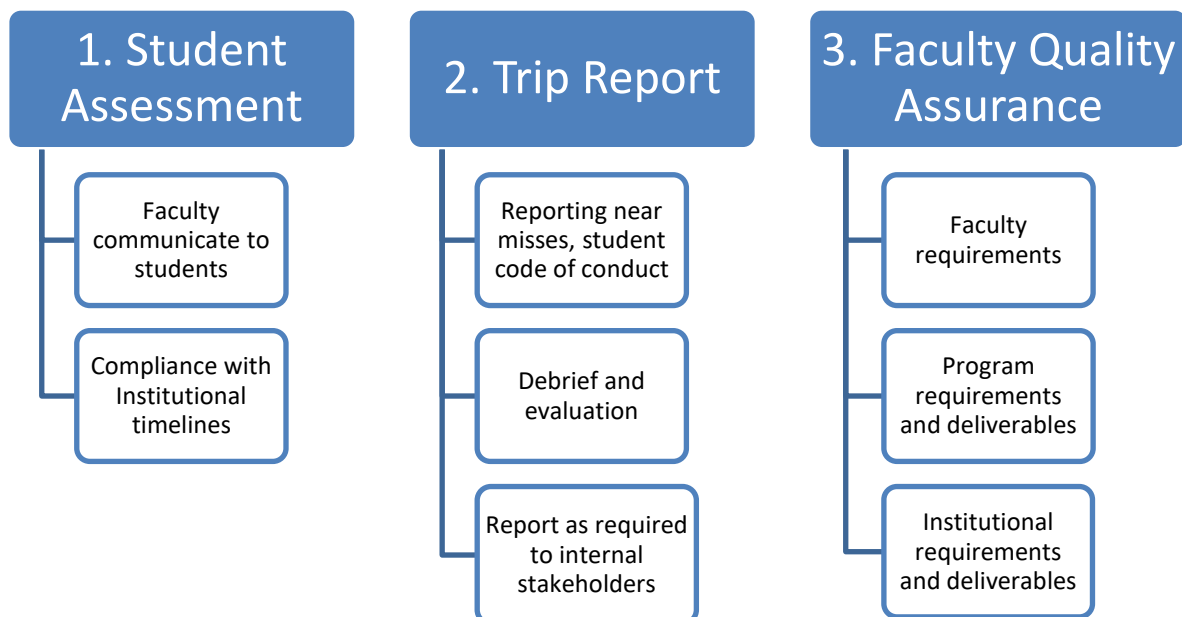 1. Student
Assessment
Faculty
communicate to
students
Compliance with
Institutional
timelines
2. Trip Report
Reporting near
misses, student
code of conduct
Debrief and
evaluation
Report as required
to internal
stakeholders
3. Faculty Quality
Assurance
Faculty
requirements
Program
requirements
and deliverables
Institutional
requirements
and deliverables